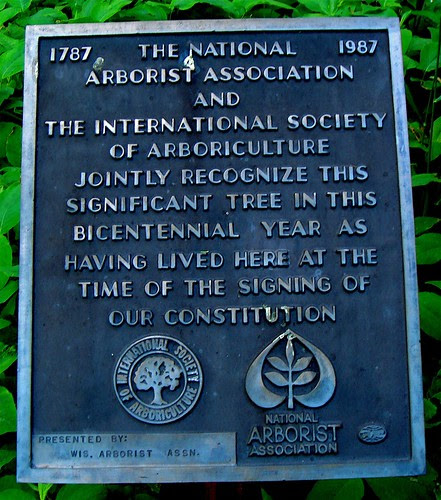 1787 THE NATIONAL 1987
ARBORIST ASSOCIATION
AND
THE INTERNATIONAL SOCIETY
OF ARBORICULTURE
JOINTLY RECOGNIZE THIS
SIGNIFICANT TREE IN THIS
BICENTENNIAL YEAR AS
HAVING LIVED HERE AT THE
TIME OF THE SIGNING OF
OUR CONSTITUTION
INTERNATIONAL SOCIETY
OF ARBORICULTURE
NATIONAL
ARBORIST
ASSOCIATION
PRESENTED BY:
WIS. ARBORIST ASSN.